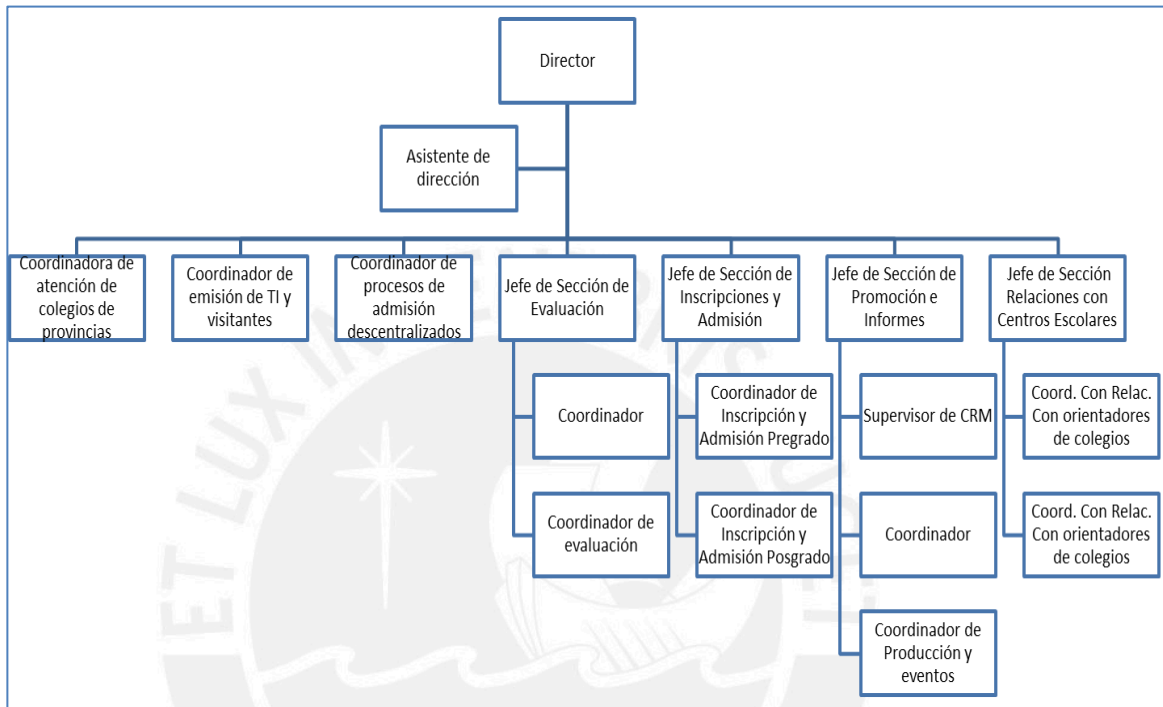 Director
Asistente de
dirección
Coordinadora de
atención de
colegios de
provincias
Coordinador de
emisión de TI y
visitantes
Coordinador de
procesos de
admisión
descentralizados
Jefe de Sección de
Evaluación
Jefe de Sección de
Inscripciones y
Admisión
Jefe de Sección de
Promoción e
Informes
Jefe de Sección
Relaciones con
Centros Escolares
Coordinador
Coordinador de
evaluación
Coordinador de
Inscripción y
Admisión Pregrado
Coordinador de
Inscripción y
Admisión Posgrado
Supervisor de CRM
Coordinador
Coordinador de
Producción y
eventos
Coord. Con Relac.
Con orientadores
de colegios
Coord. Con Relac.
Con orientadores
de colegios
ET LUX IN